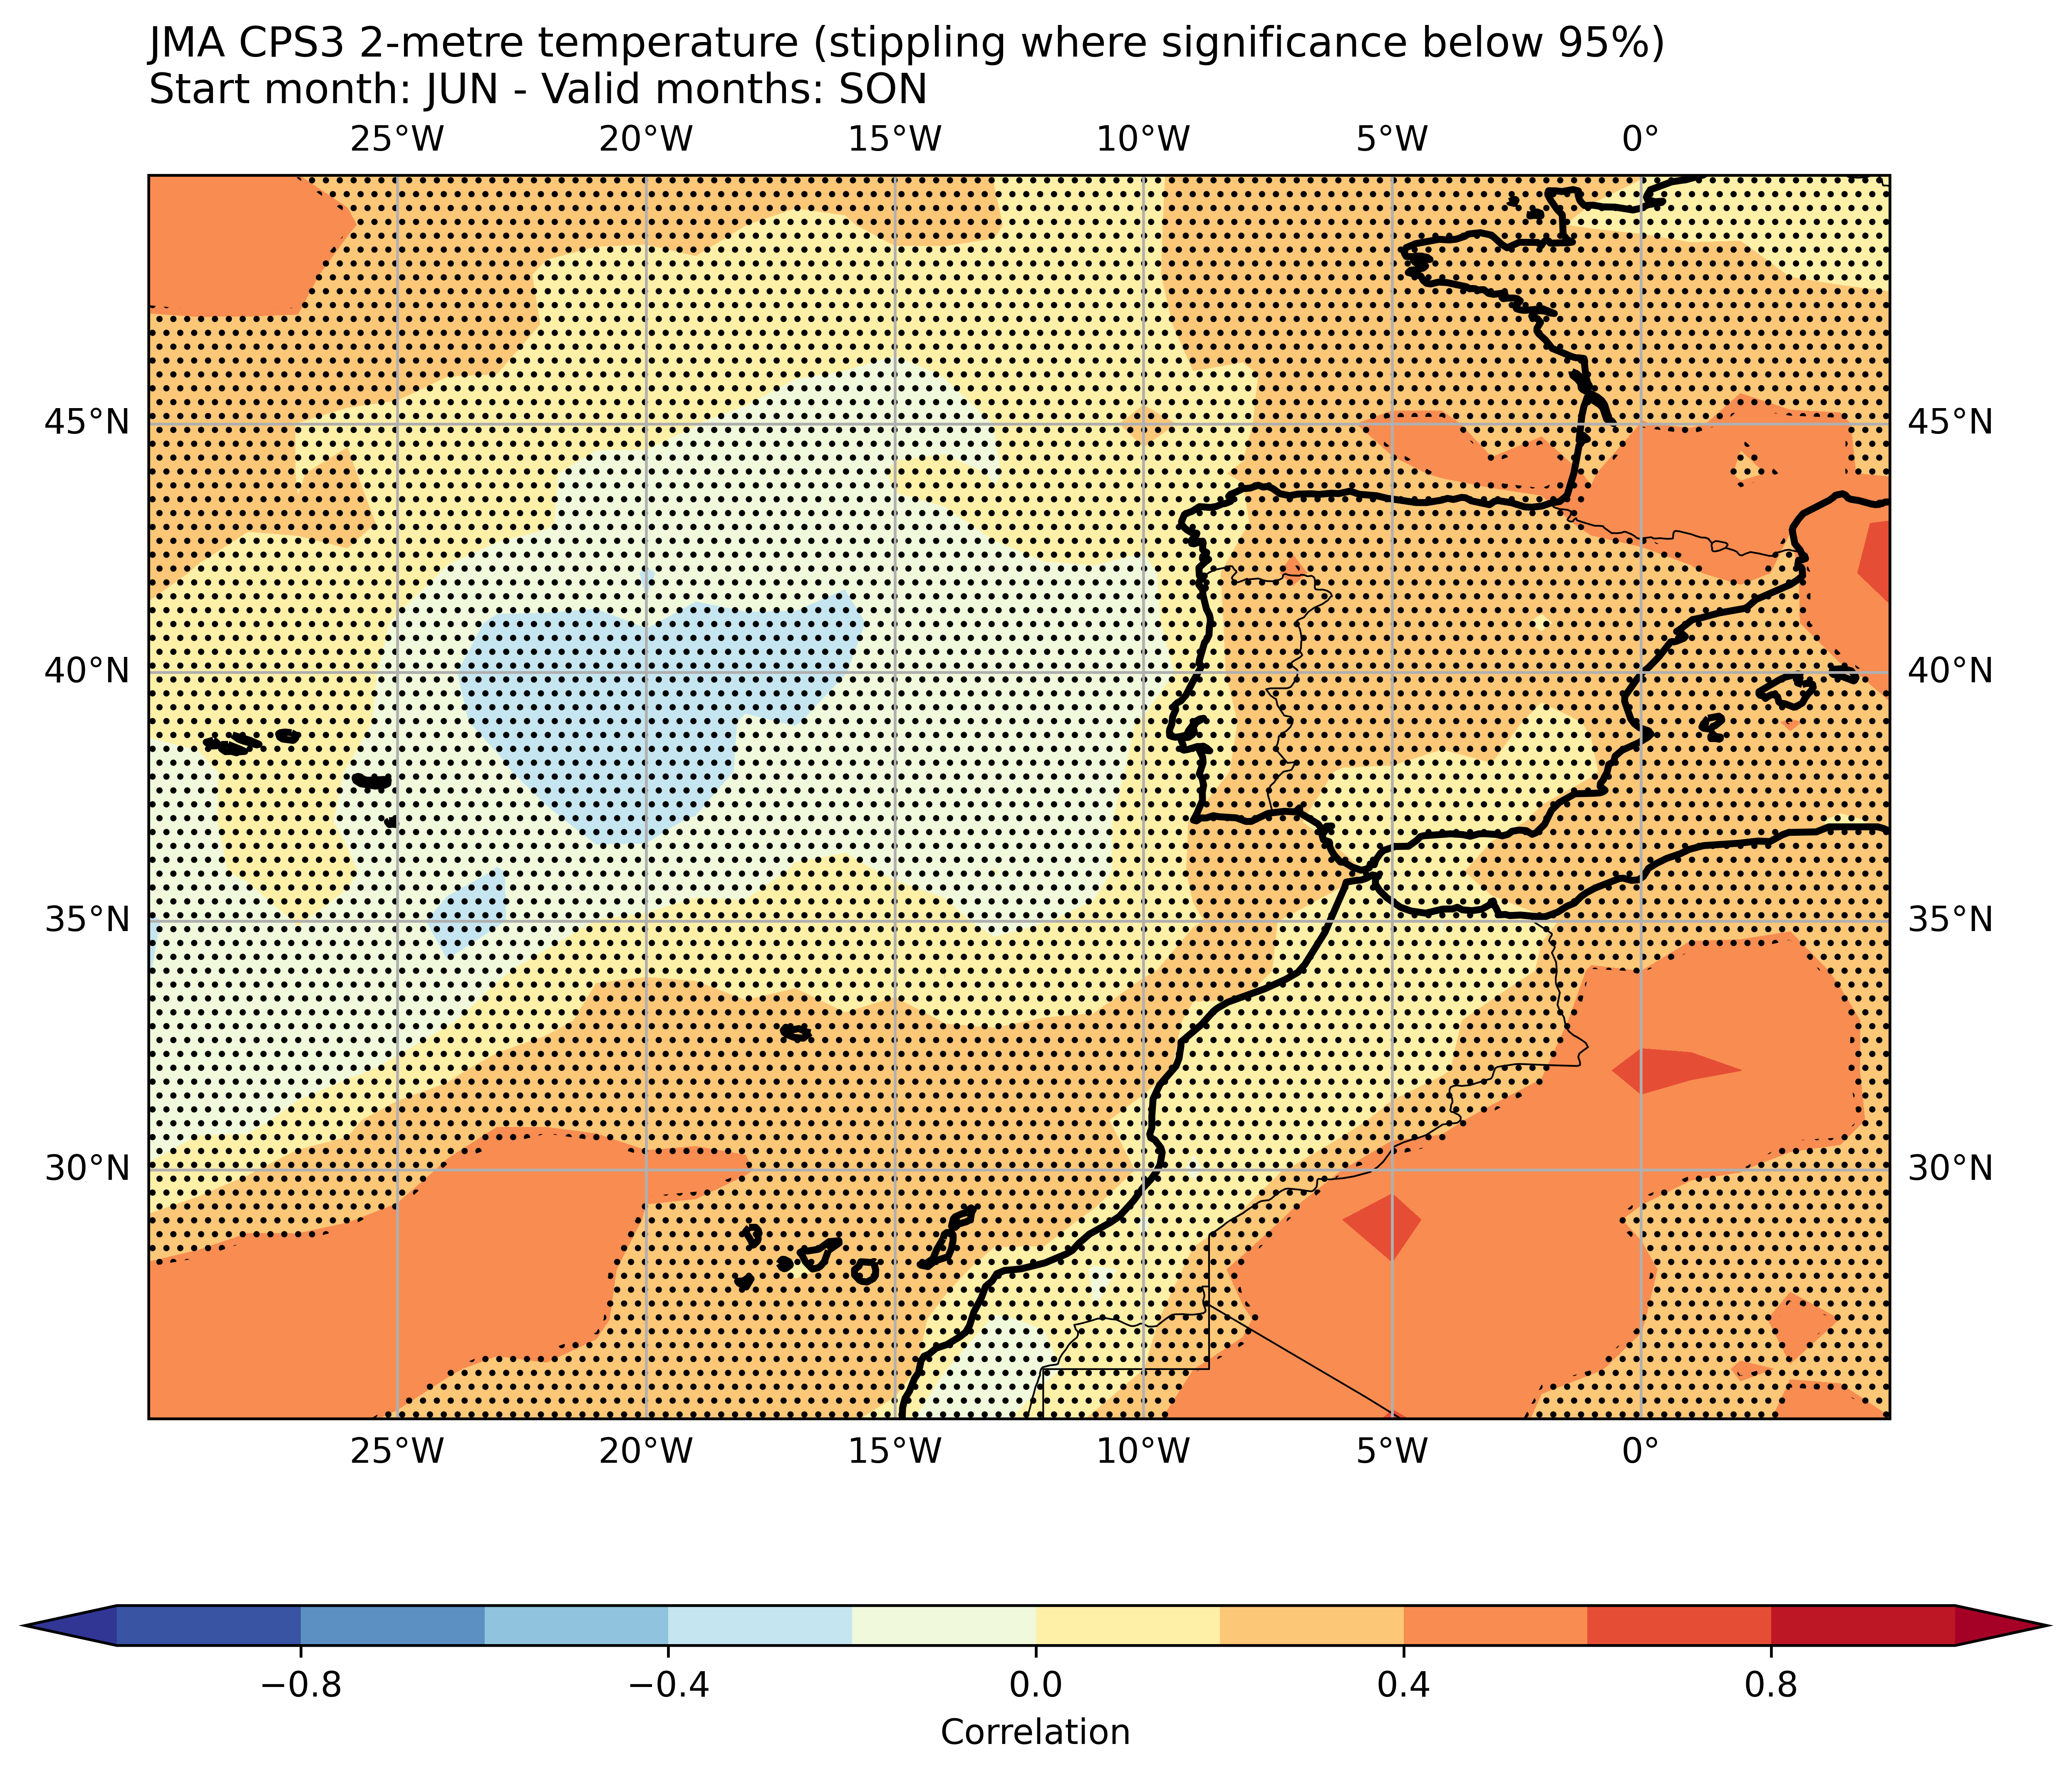 JMA CPS3 2-metre temperature (stippling where significance below 95%)
Start month: JUN - Valid months: SON
25°W 20°W 15°W 10°W 5°W 0°
45°N 45°N
40°N 40°N
35°N 35°N
30°N 30°N
25°W 20°W 15°W 10°W 5°W 0°
−0.8 −0.4 0.0 0.4 0.8
Correlation